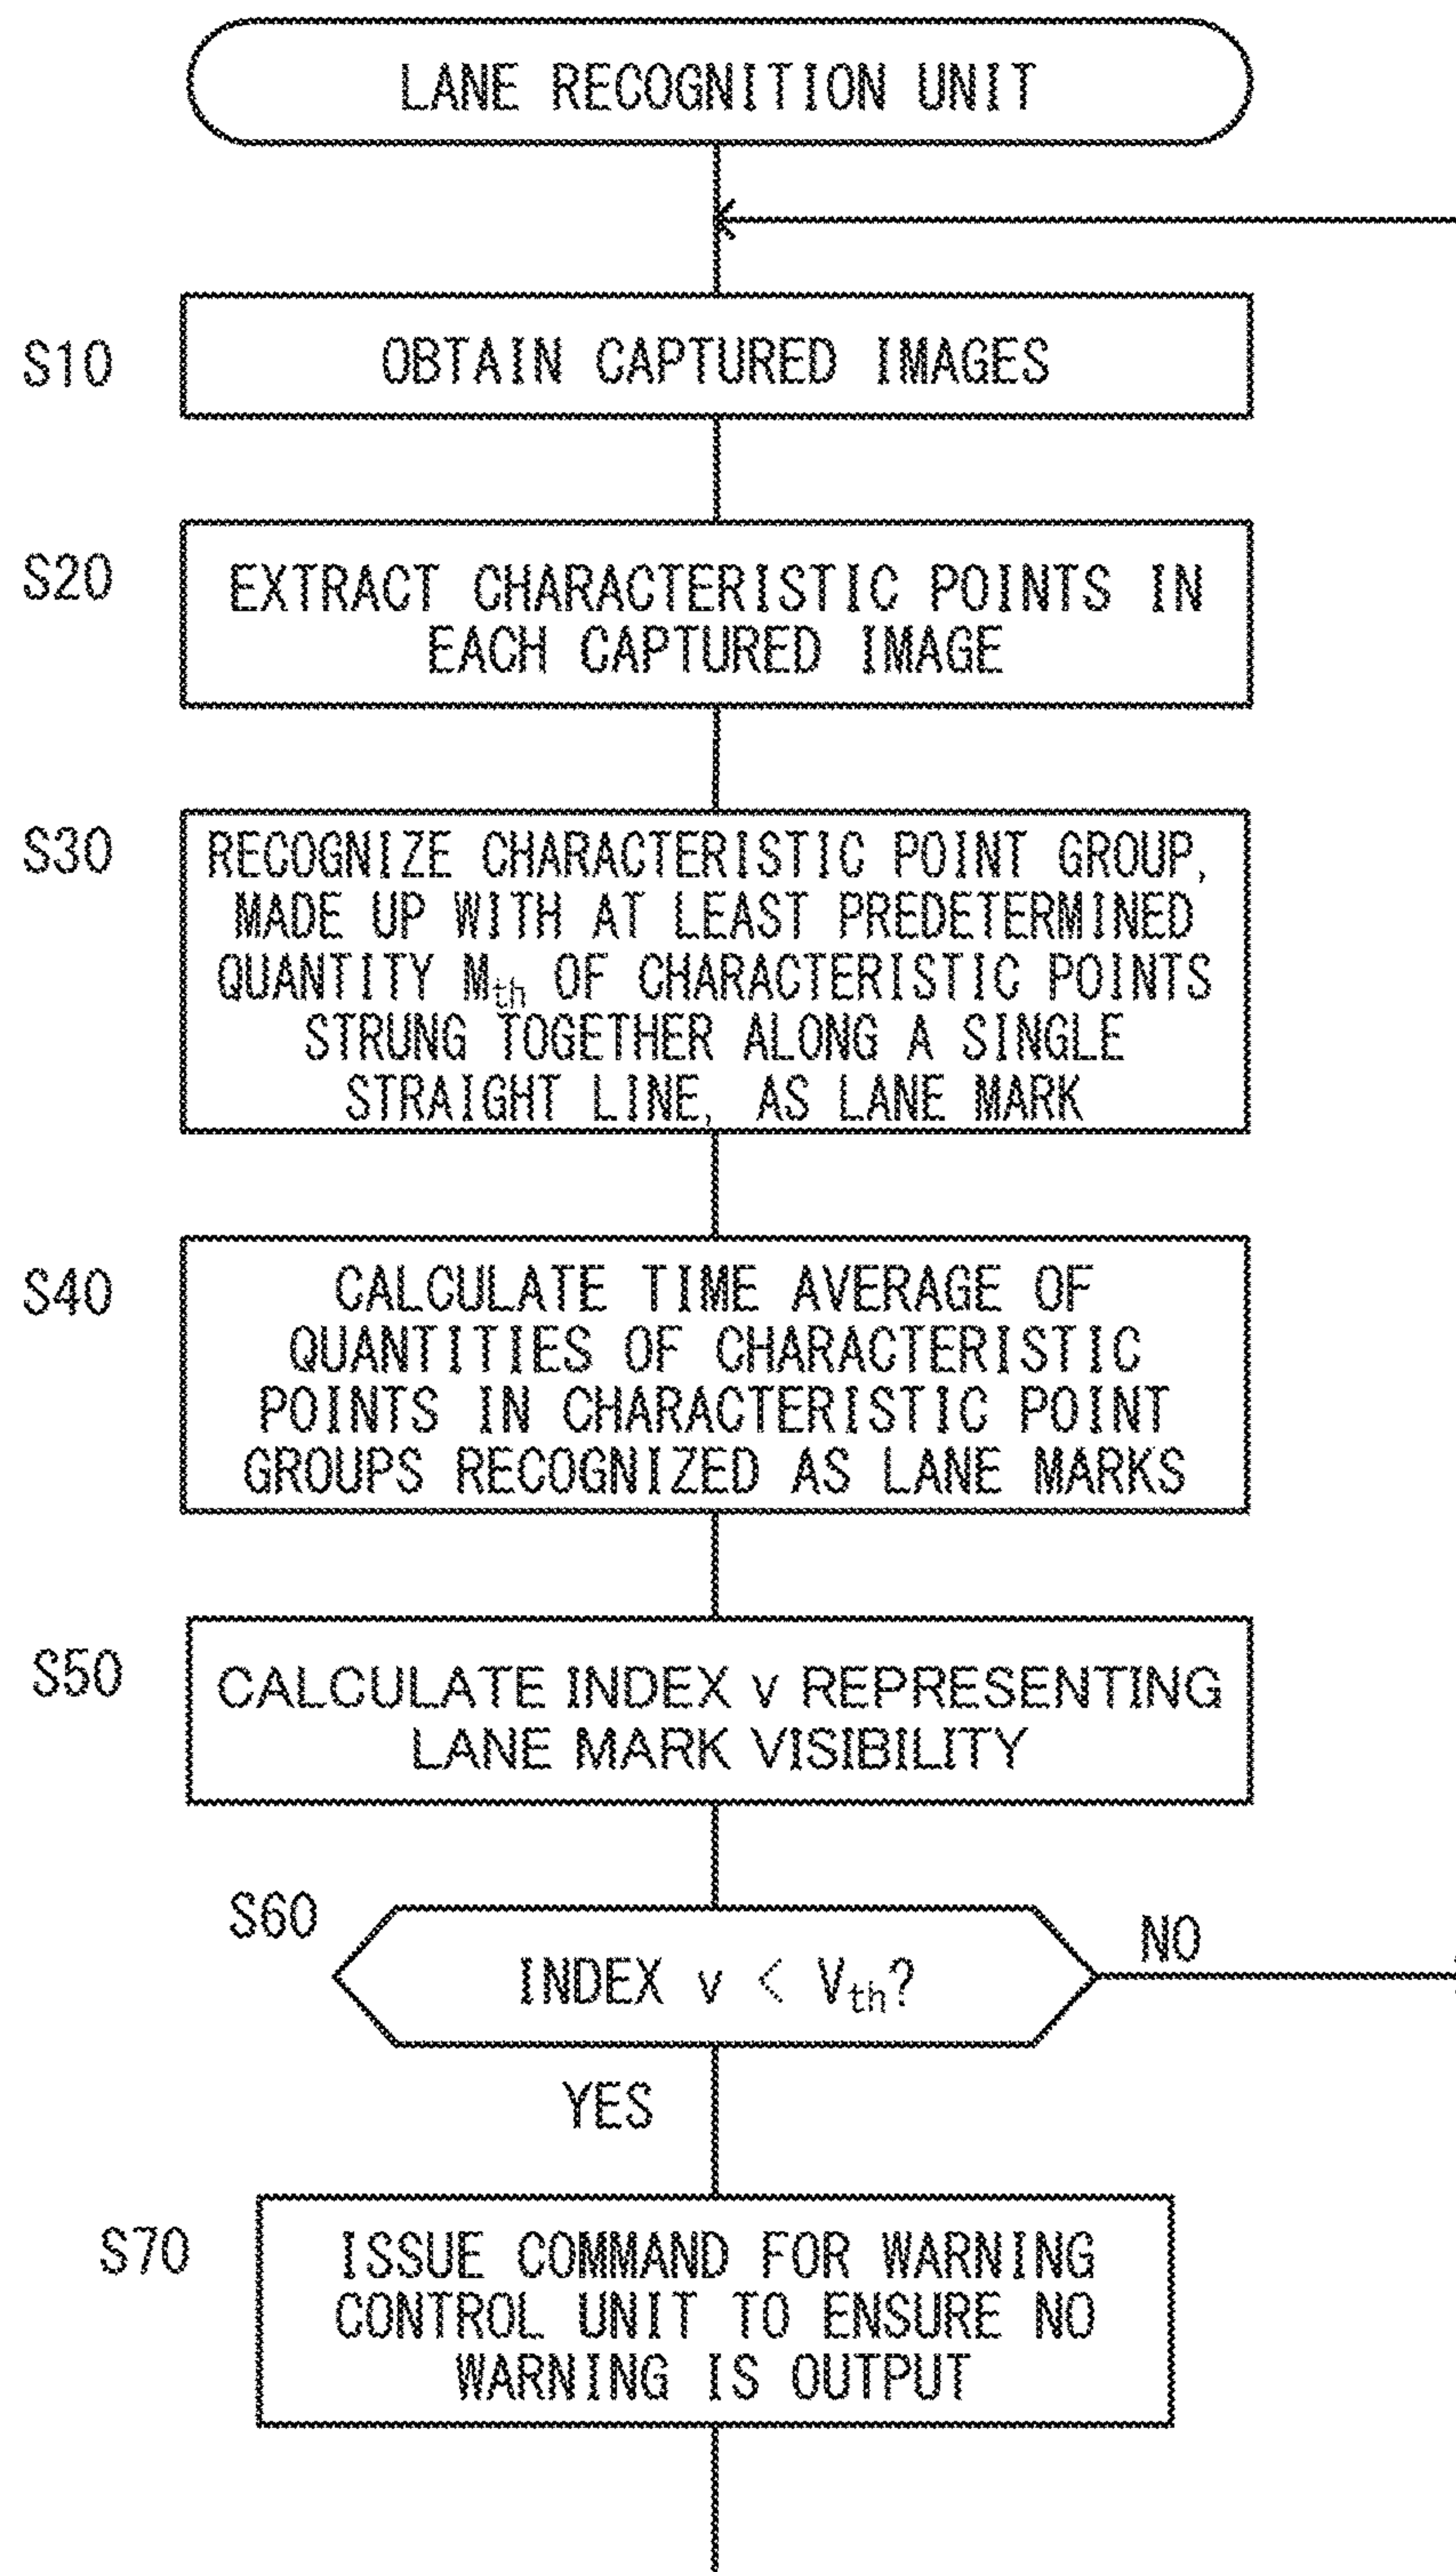 LANE RECOGNITION UNIT
S10
OBTAIN CAPTURED IMAGES
S20
EXTRACT CHARACTERISTIC POINTS IN
EACH CAPTURED IMAGE
S30
RECOGNIZE CHARACTERISTIC POINT GROUP,
MADE UP WITH AT LEAST PREDETERMINED
QUANTITY Mth OF CHARACTERISTIC POINTS
STRUNG TOGETHER ALONG A SINGLE
STRAIGHT LINE, AS LANE MARK
S40
CALCULATE TIME AVERAGE OF
QUANTITIES OF CHARACTERISTIC
POINTS IN CHARACTERISTIC POINT
GROUPS RECOGNIZED AS LANE MARKS
S50
CALCULATE INDEX v REPRESENTING
LANE MARK VISIBILITY
S60
INDEX v < Vth?
NO
YES
S70
ISSUE COMMAND FOR WARNING
CONTROL UNIT TO ENSURE NO
WARNING IS OUTPUT